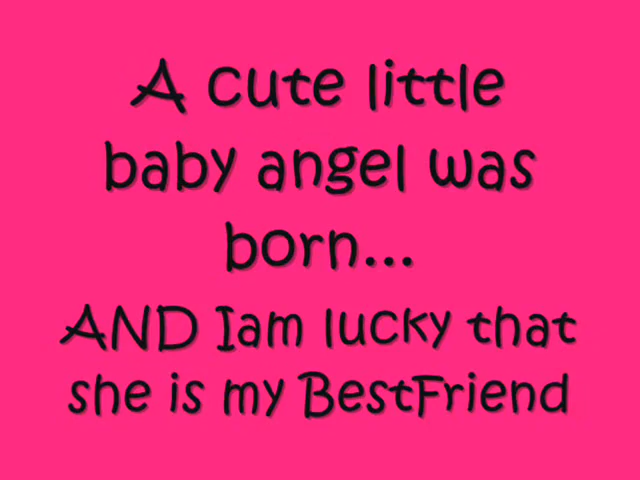 A cute little
baby angel was
born...
AND Iam lucky that
she is my BestFriend